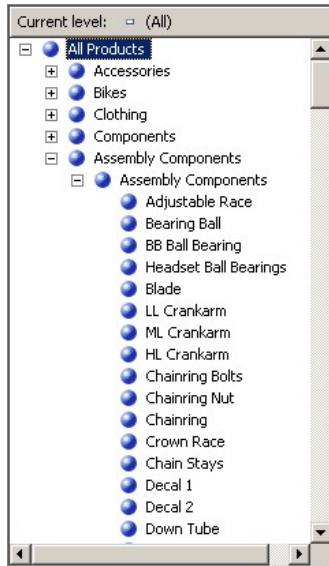 Current level: (All)
All Products
Accessories
Bikes
Clothing
Components
Assembly Components
Assembly Components
Adjustable Race
Bearing Ball
BB Ball Bearing
Headset Ball Bearings
Blade
LL Crankarm
ML Crankarm
HL Crankarm
Chainring Bolts
Chainring Nut
Chainring
Crown Race
Chain Stays
Decal 1
Decal 2
Down Tube